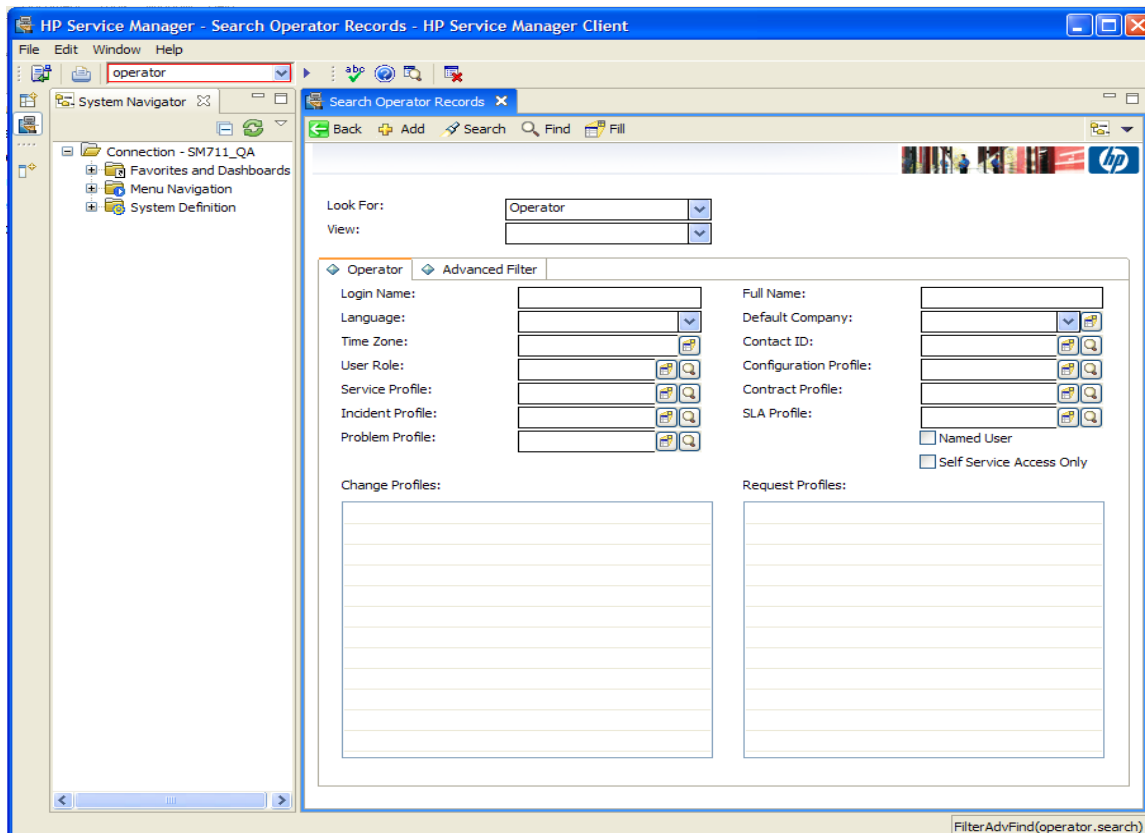 HP Service Manager - Search Operator Records - HP Service Manager Client
File Edit Window Help
operator
abc
System Navigator
Search Operator Records
Back Add Search Find Fill
Connection - SM711_QA
Favorites and Dashboards
Menu Navigation
System Definition
hp
Look For: Operator
View:
Operator Advanced Filter
Login Name: Full Name:
Language: Default Company:
Time Zone: Contact ID:
User Role: Configuration Profile:
Service Profile: Contract Profile:
Incident Profile: SLA Profile:
Problem Profile: Named User
Self Service Access Only
Change Profiles: Request Profiles:
FilterAdvFind(operator.search)